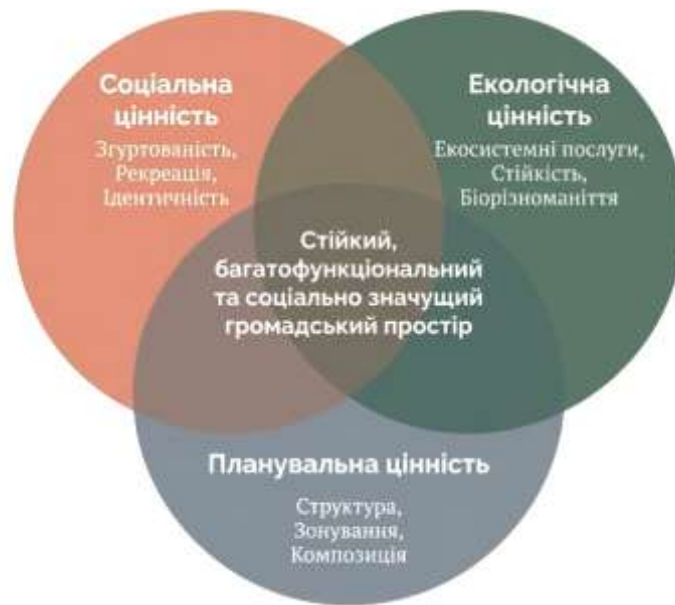 Соціальна
цінність
Згуртованість,
Рекреація,
Ідентичність
Екологічна
цінність
Екосистемні послуги,
Стійкість,
Біорізноманіття
Стійкий,
багатофункціональний
та соціально значущий
громадський простір
Планувальна цінність
Структура,
Зонування,
Композиція